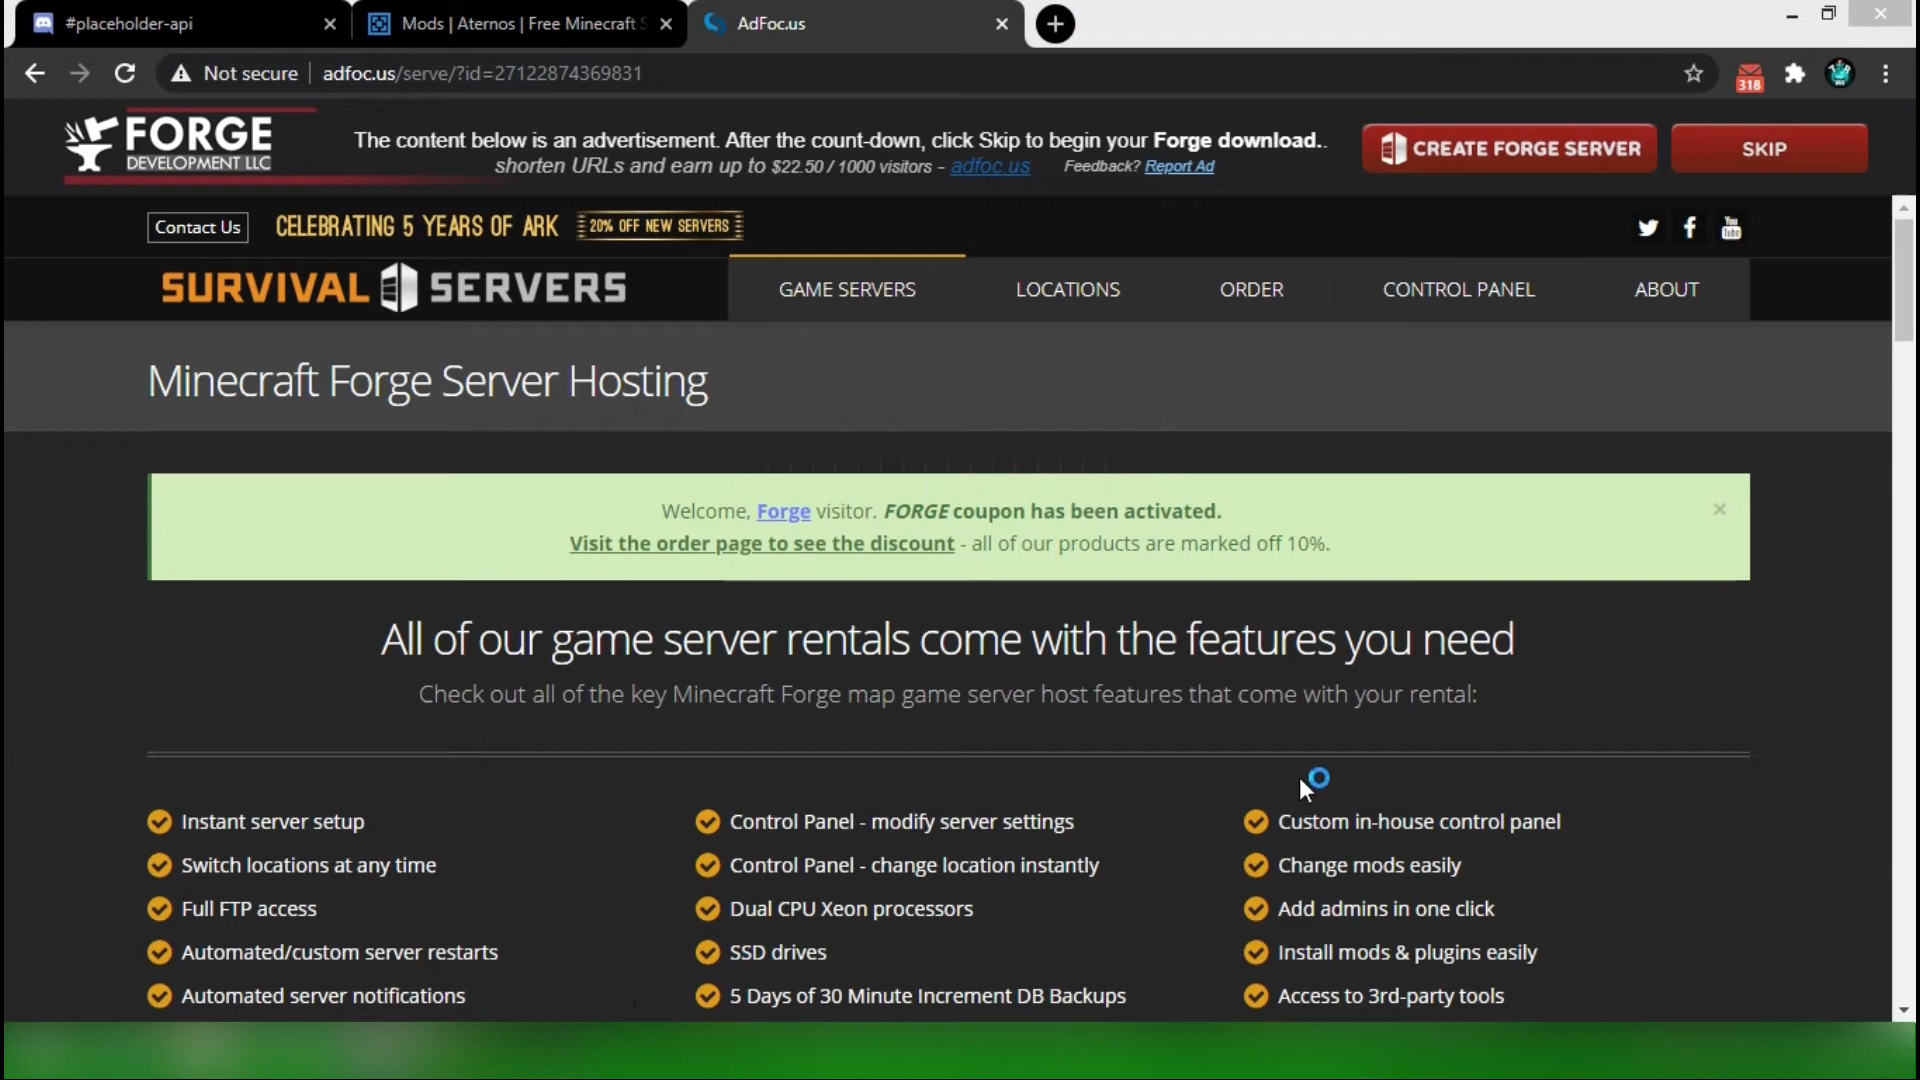 #placeholder-api
Mods | Aternos | Free Minecraft S
AdFoc.us
Not secure
adfoc.us/serve/?id=27122874369831
318
FORGE
DEVELOPMENT LLC
The content below is an advertisement. After the count-down, click Skip to begin your Forge download..
shorten URLs and earn up to $22.50 / 1000 visitors - adfoc.us
Feedback? Report Ad
CREATE FORGE SERVER
SKIP
Contact Us
CELEBRATING 5 YEARS OF ARK
20% OFF NEW SERVERS
You Tube
SURVIVAL SERVERS
GAME SERVERS
LOCATIONS
ORDER
CONTROL PANEL
ABOUT
Minecraft Forge Server Hosting
Welcome, Forge visitor. FORGE coupon has been activated.
Visit the order page to see the discount - all of our products are marked off 10%.
All of our game server rentals come with the features you need
Check out all of the key Minecraft Forge map game server host features that come with your rental:
Instant server setup
Switch locations at any time
Full FTP access
Automated/custom server restarts
Automated server notifications
Control Panel - modify server settings
Control Panel - change location instantly
Dual CPU Xeon processors
SSD drives
5 Days of 30 Minute Increment DB Backups
Custom in-house control panel
Change mods easily
Add admins in one click
Install mods & plugins easily
Access to 3rd-party tools